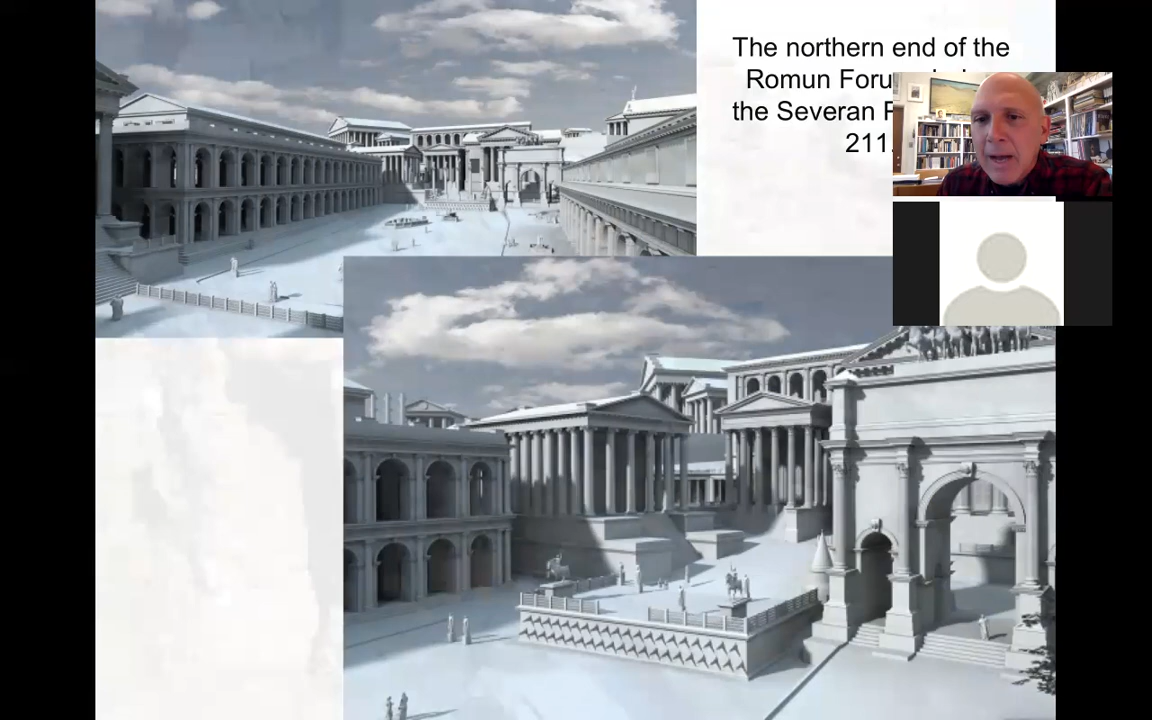 The northern end of the
Romun Foru
the Severan
211